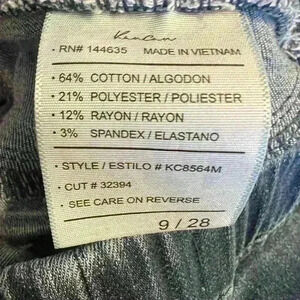 KanCan
• RN# 144635 MADE IN VIETNAM
• 64% COTTON / ALGODON
• 21% POLYESTER / POLIESTER
• 12% RAYON / RAYON
• 3% SPANDEX / ELASTANO
• STYLE / ESTILO # KC8564M
• CUT # 32394
• SEE CARE ON REVERSE
9 / 28